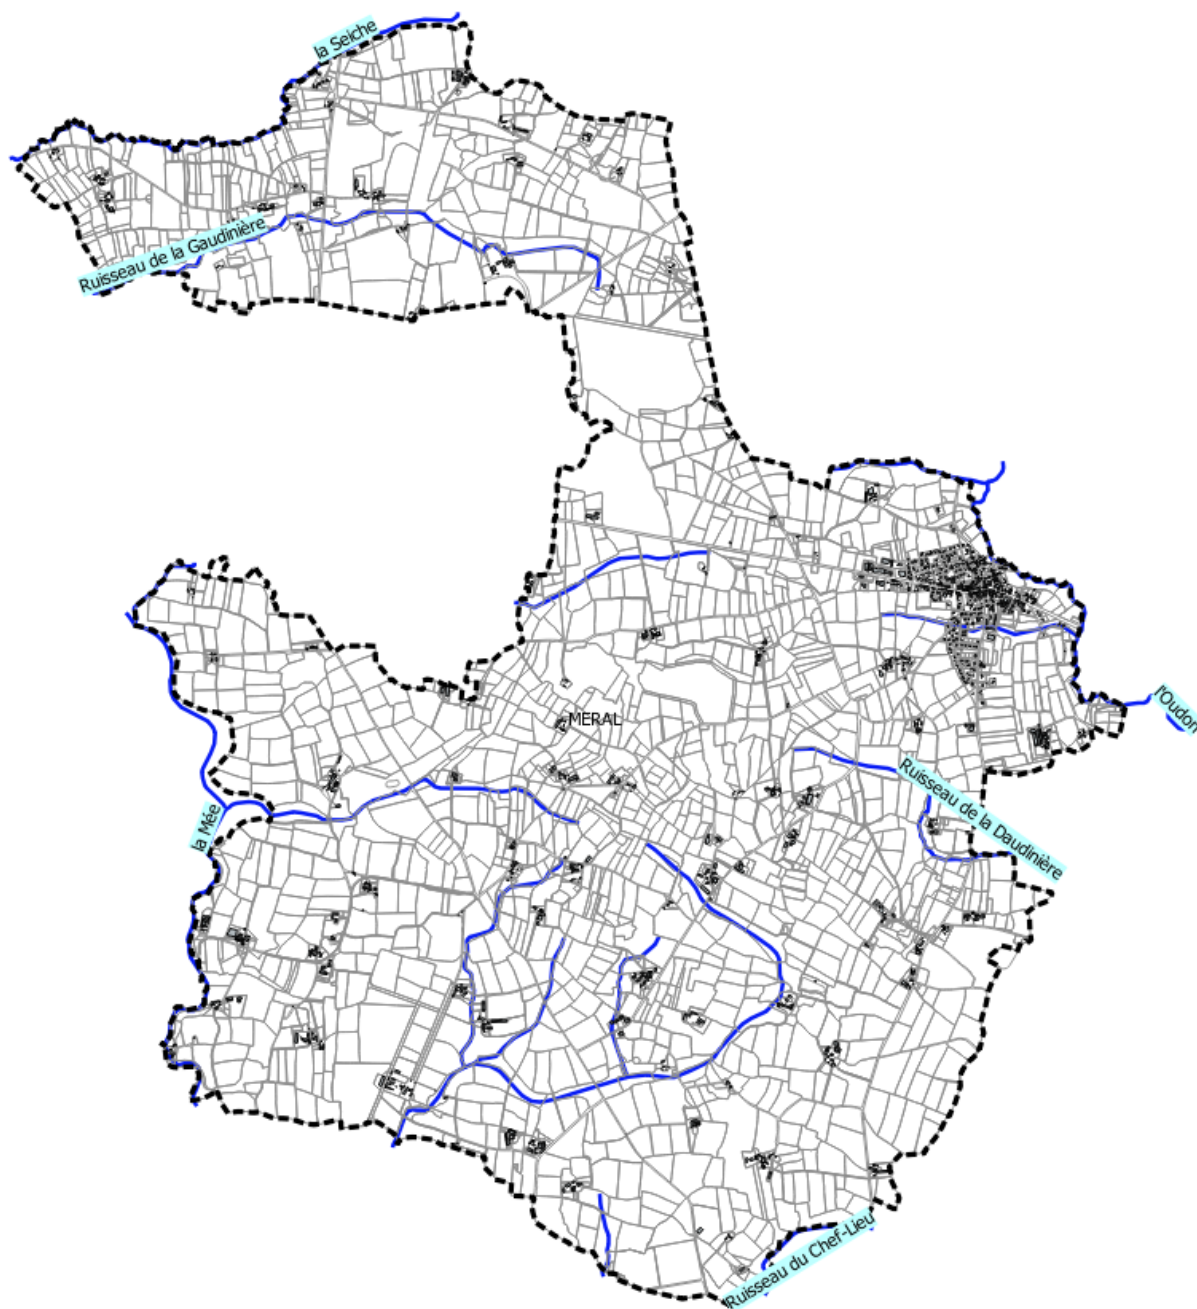 la Seiche
Ruisseau de la Gaudinière
l'Oudon
MERAL
Ruisseau de la Daudinière
la Mée
Ruisseau du Chef-Lieu